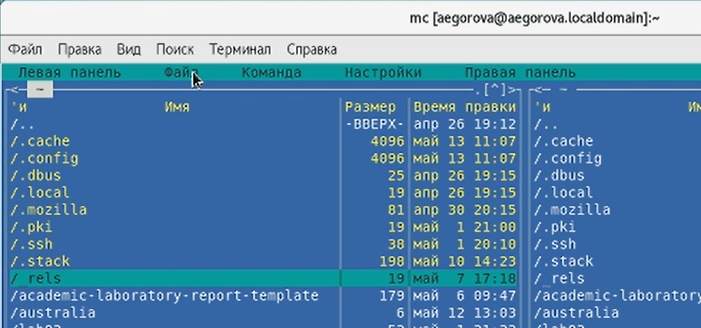 mc [aegorova@aegorova.localdomain]:~
Файл Правка Вид Поиск Терминал Справка
Левая панель Файл Команда Настройки Правая панель
<- ~ .[^]> <- ~
'и Имя Размер Время правки 'и
/.. -ВВЕРХ- апр 26 19:12 /..
/.cache 4096 май 13 11:07 /.cache
/.config 4096 май 13 11:07 /.config
/.dbus 25 апр 26 19:15 /.dbus
/.local 19 апр 26 19:15 /.local
/.mozilla 81 апр 30 20:15 /.mozilla
/.pki 19 май 1 21:00 /.pki
/.ssh 38 май 1 20:10 /.ssh
/.stack 198 май 10 14:23 /.stack
/_rels 19 май 7 17:18 /_rels
/academic-laboratory-report-template 179 май 6 09:47 /academic-laboratory
/australia 6 май 12 13:03 /australia